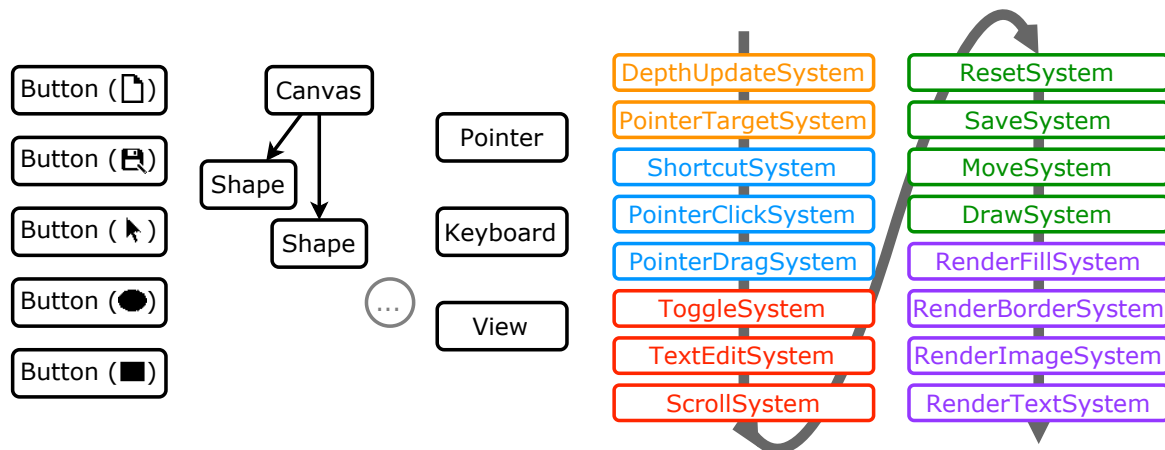 Button ( )
Button ( )
Button ( )
Button ( )
Button ( )
Canvas
Shape
Shape
...
Pointer
Keyboard
View
DepthUpdateSystem
PointerTargetSystem
ShortcutSystem
PointerClickSystem
PointerDragSystem
ToggleSystem
TextEditSystem
ScrollSystem
ResetSystem
SaveSystem
MoveSystem
DrawSystem
RenderFillSystem
RenderBorderSystem
RenderImageSystem
RenderTextSystem